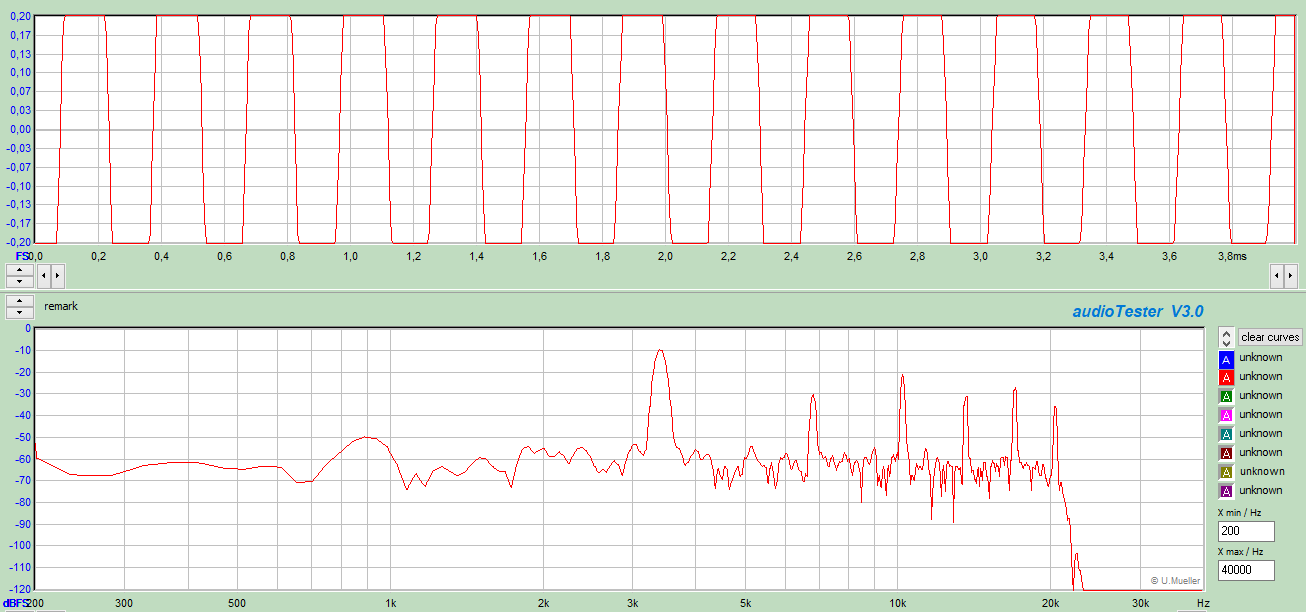 0,20
0,17
0,13
0,10
0,07
0,03
0,00
-0,03
-0,07
-0,10
-0,13
-0,17
-0,20
FS 0,0 0,2 0,4 0,6 0,8 1,0 1,2 1,4 1,6 1,8 2,0 2,2 2,4 2,6 2,8 3,0 3,2 3,4 3,6 3,8ms
remark
audioTester V3.0
0
-10
-20
-30
-40
-50
-60
-70
-80
-90
-100
-110
-120
dBFS 200 300 500 1k 2k 3k 5k 10k 20k 30k Hz
© U.Mueller
clear curves
A unknown
A unknown
A unknown
A unknown
A unknown
A unknown
A unknown
A unknown
X min / Hz
200
X max / Hz
40000